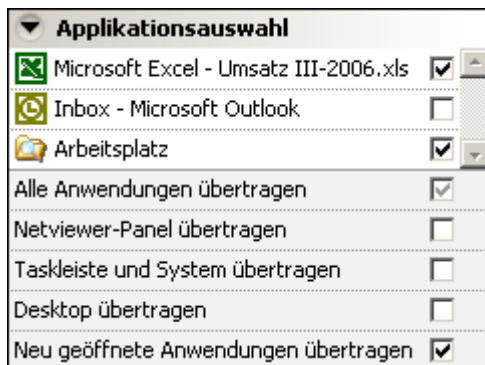 Applikationsauswahl
Microsoft Excel - Umsatz III-2006.xls
Inbox - Microsoft Outlook
Arbeitsplatz
Alle Anwendungen übertragen
Netviewer-Panel übertragen
Taskleiste und System übertragen
Desktop übertragen
Neu geöffnete Anwendungen übertragen